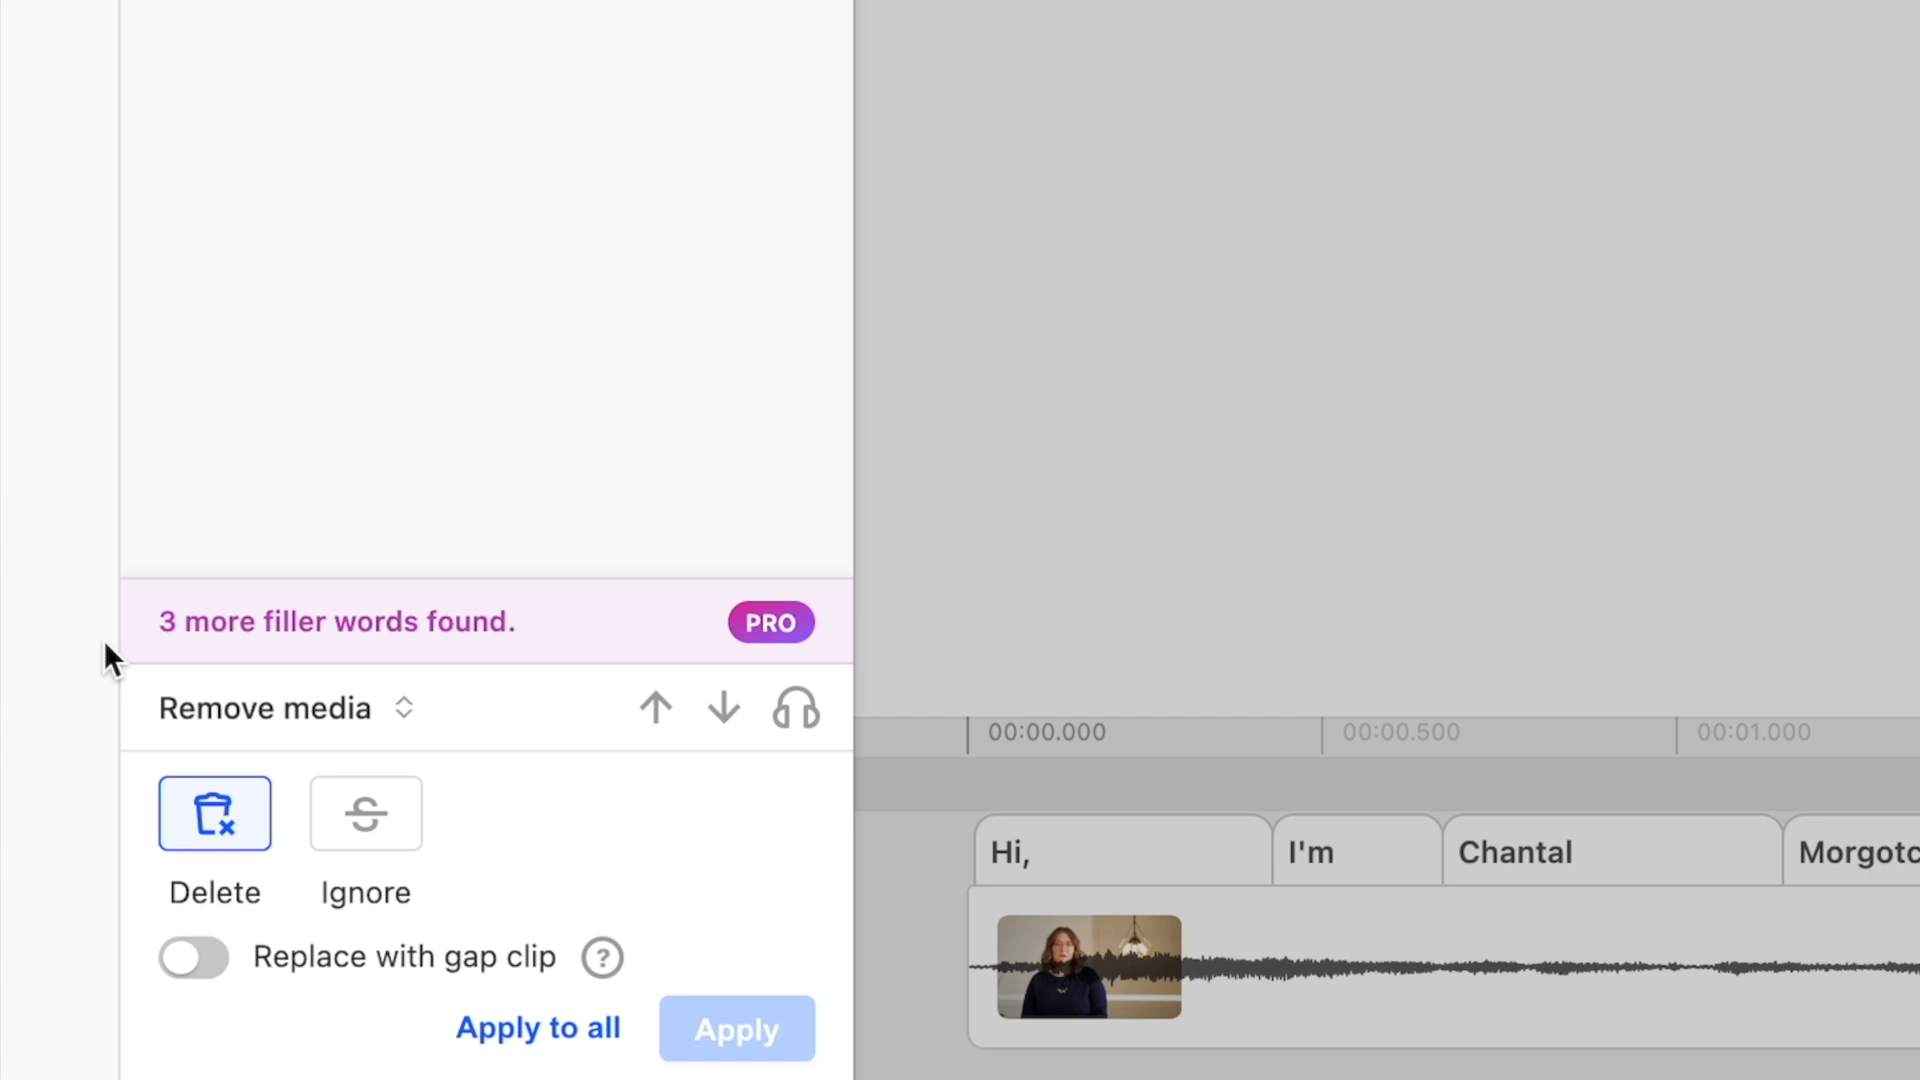 3 more filler words found.
PRO
Remove media
Delete
Ignore
Replace with gap clip
?
Apply to all
Apply
00:00.000
00:00.500
00:01.000
Hi,
I'm
Chantal
Morgotc